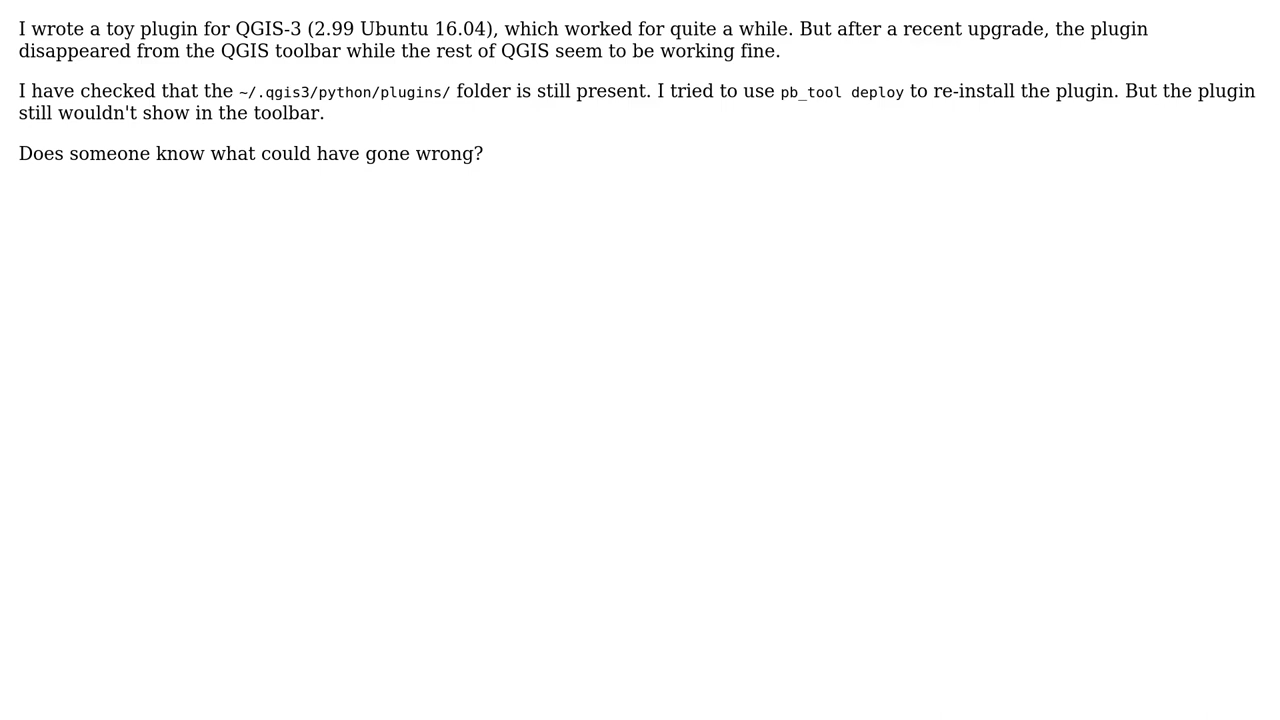 I wrote a toy plugin for QGIS-3 (2.99 Ubuntu 16.04), which worked for quite a while. But after a recent upgrade, the plugin
disappeared from the QGIS toolbar while the rest of QGIS seem to be working fine.
I have checked that the ~/.qgis3/python/plugins/ folder is still present. I tried to use pb_tool deploy to re-install the plugin. But the plugin
still wouldn't show in the toolbar.
Does someone know what could have gone wrong?